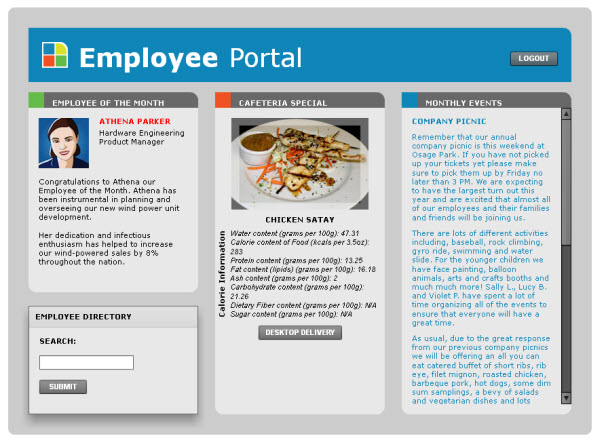 Employee Portal
LOGOUT
EMPLOYEE OF THE MONTH
ATHENA PARKER
Hardware Engineering
Product Manager
Congratulations to Athena our
Employee of the Month. Athena has
been instrumental in planning and
overseeing our new wind power unit
development.
Her dedication and infectious
enthusiasm has helped to increase
our wind-powered sales by 8%
throughout the nation.
EMPLOYEE DIRECTORY
SEARCH:
SUBMIT
CAFETERIA SPECIAL
CHICKEN SATAY
Calorie Information
Water content (grams per 100g): 47.31
Calorie content of Food (kcals per 3.5oz):
283
Protein content (grams per 100g): 13.25
Fat content (lipids) (grams per 100g): 16.18
Ash content (grams per 100g): 2
Carbohydrate content (grams per 100g):
21.26
Dietary Fiber content (grams per 100g): N/A
Sugar content (grams per 100g): N/A
DESKTOP DELIVERY
MONTHLY EVENTS
COMPANY PICNIC
Remember that our annual
company picnic is this weekend at
Osage Park. If you have not picked
up your tickets yet please make
sure to pick them up by Friday no
later than 3 PM. We are expecting
to have the largest turn out this
year and are excited that almost all
of our employees and their families
and friends will be joining us.
There are lots of different activities
including, baseball, rock climbing,
gyro ride, swimming and water
slide. For the younger children we
have face painting, balloon
animals, arts and crafts booths and
much much more! Sally L., Lucy B.
and Violet P. have spent a lot of
time organizing all of the events to
ensure that everyone will have a
great time.
As usual, due to the great response
from our previous company picnics
we will be offering an all you can
eat catered buffet of short ribs, rib
eye, filet mignon, roasted chicken,
barbeque pork, hot dogs, some dim
sum samplings, a bevy of salads
and vegetarian dishes and lots